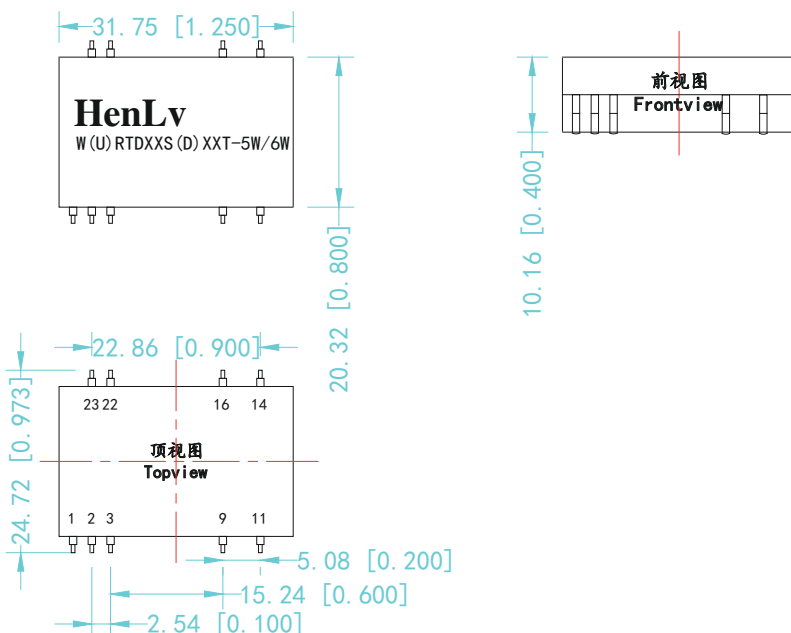 31.75 [1.250]
HenLv
W(U)RTDXXS(D)XXT-5W/6W
20.32 [0.800]
前视图
Frontview
10.16 [0.400]
22.86 [0.900]
24.72 [0.973]
23 22 16 14
顶视图
Topview
1 2 3 9 11
5.08 [0.200]
15.24 [0.600]
2.54 [0.100]